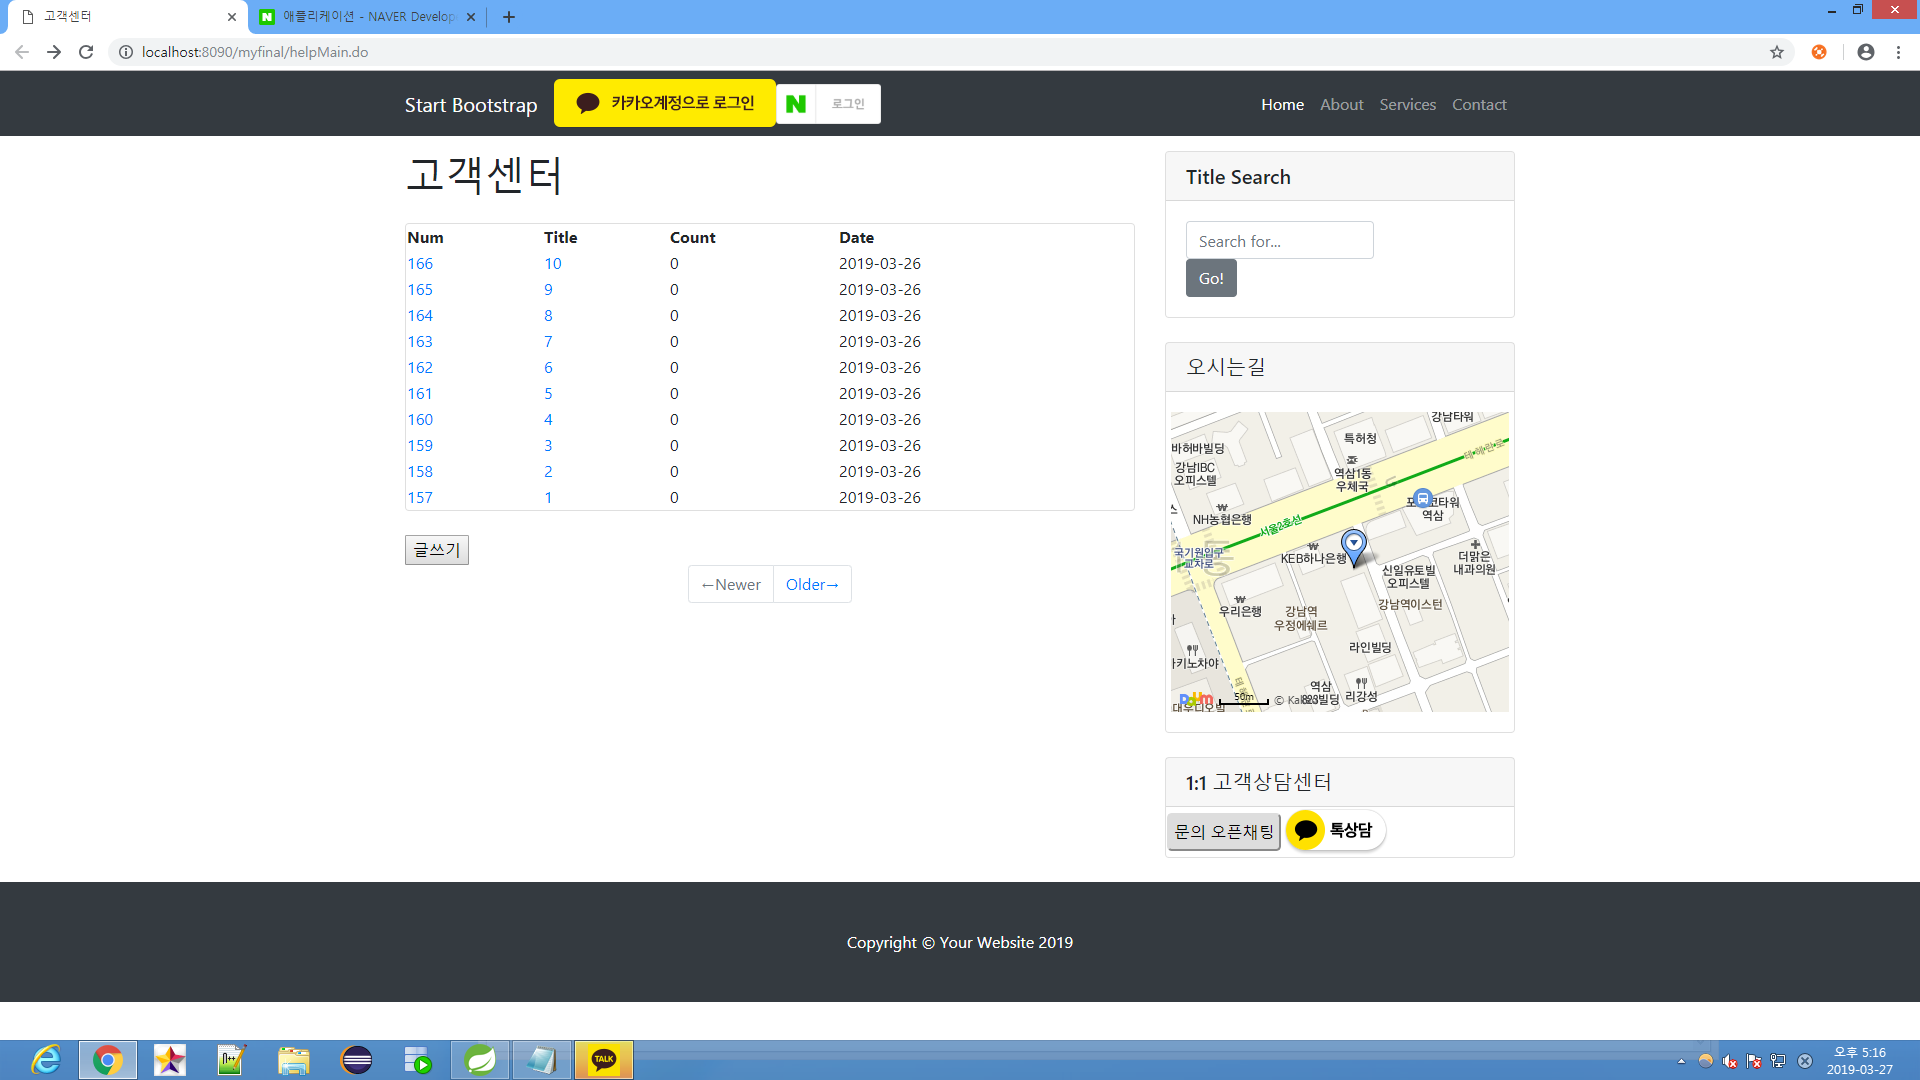 고객센터
애플리케이션 - NAVER Develop
localhost:8090/myfinal/helpMain.do
Start Bootstrap
카카오계정으로 로그인
N 로그인
Home About Services Contact
고객센터
Num Title Count Date
166 10 0 2019-03-26
165 9 0 2019-03-26
164 8 0 2019-03-26
163 7 0 2019-03-26
162 6 0 2019-03-26
161 5 0 2019-03-26
160 4 0 2019-03-26
159 3 0 2019-03-26
158 2 0 2019-03-26
157 1 0 2019-03-26
글쓰기
←Newer Older→
Title Search
Search for...
Go!
오시는길
강남타워
특허청
바허바빌딩
테헤란로
강남IBC
오피스텔
역삼1동
우체국
NH농협은행
역삼
서울2호선
국기원입구
교차로
KEB하나은행
더맑은
내과의원
신일유토빌
오피스텔
우리은행
강남역
우정에쉐르
강남역이스턴
라인빌딩
키노차야
역삼
823빌딩
리강성
Daum
50m
1:1 고객상담센터
문의 오픈채팅
톡상담
Copyright © Your Website 2019
TALK
오후 5:16
2019-03-27